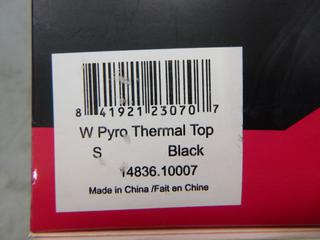 8 41921 23070 7
W Pyro Thermal Top
S Black
14836.10007
Made in China /Fait en Chine